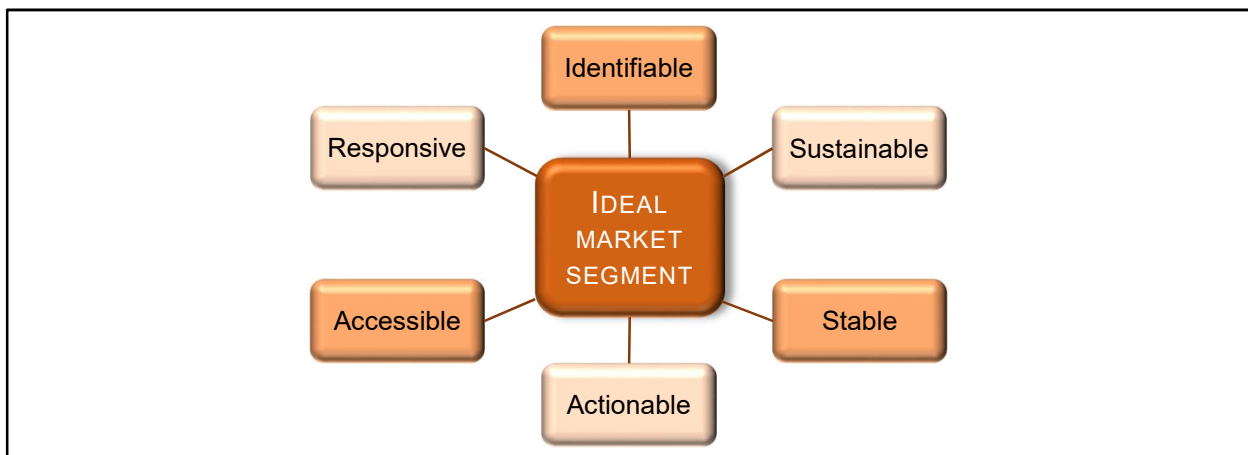 Identifiable
Responsive
Sustainable
IDEAL
MARKET
SEGMENT
Accessible
Stable
Actionable